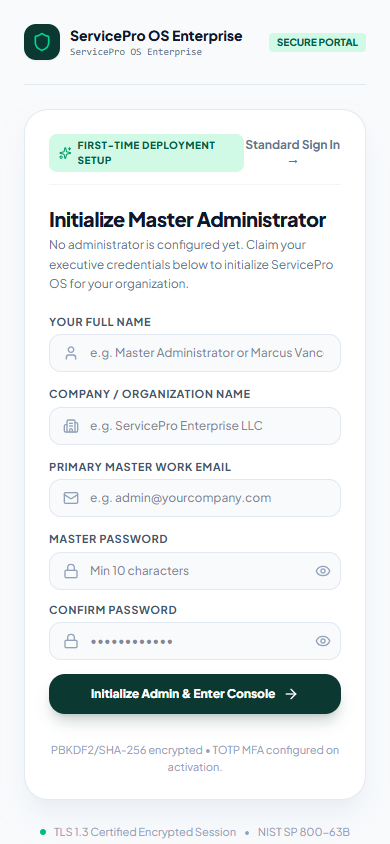 ServicePro OS Enterprise
ServicePro OS Enterprise
SECURE PORTAL
FIRST-TIME DEPLOYMENT
SETUP
Standard Sign In
→
Initialize Master Administrator
No administrator is configured yet. Claim your
executive credentials below to initialize ServicePro
OS for your organization.
YOUR FULL NAME
e.g. Master Administrator or Marcus Vanc
COMPANY / ORGANIZATION NAME
e.g. ServicePro Enterprise LLC
PRIMARY MASTER WORK EMAIL
e.g. admin@yourcompany.com
MASTER PASSWORD
Min 10 characters
CONFIRM PASSWORD
••••••••••••
Initialize Admin & Enter Console →
PBKDF2/SHA-256 encrypted • TOTP MFA configured on
activation.
TLS 1.3 Certified Encrypted Session • NIST SP 800-63B